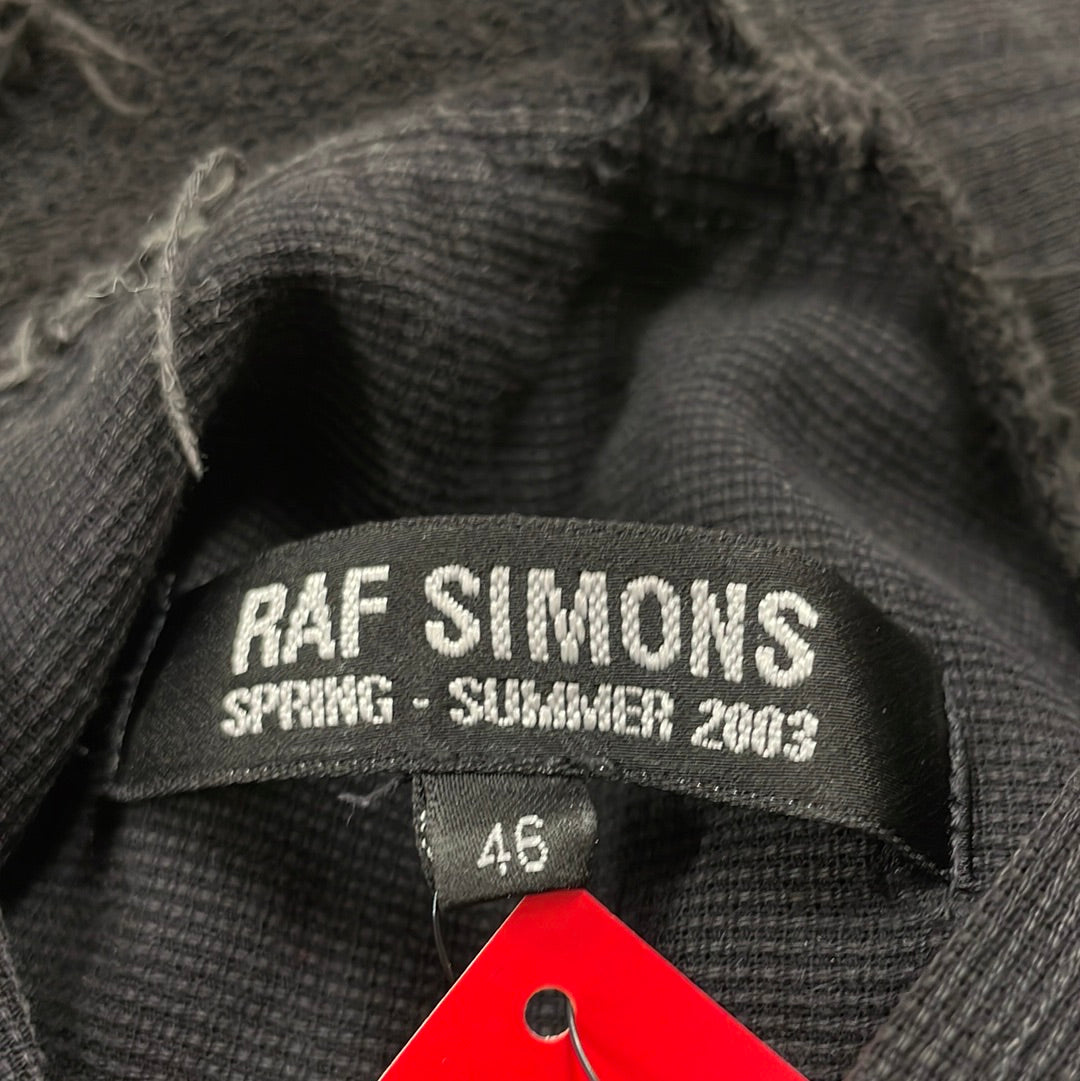 RAF SIMONS
SPRING - SUMMER 2003
46